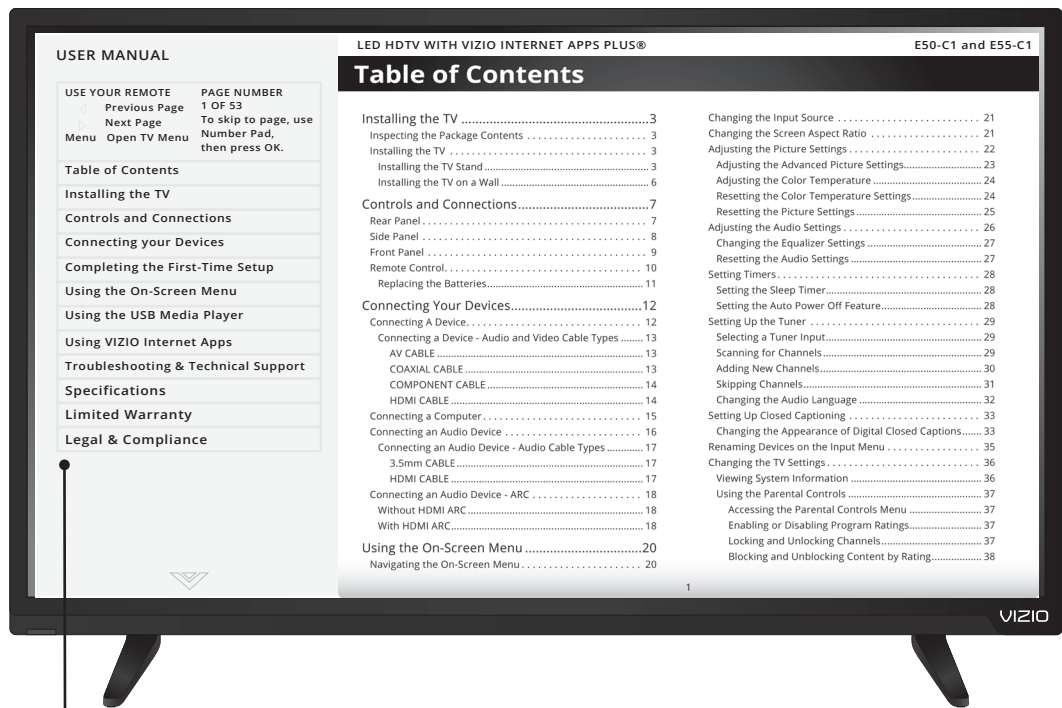 USER MANUAL
USE YOUR REMOTE
Previous Page
Next Page
Menu Open TV Menu
PAGE NUMBER
1 OF 53
To skip to page, use
Number Pad,
then press OK.
Table of Contents
Installing the TV
Controls and Connections
Connecting your Devices
Completing the First-Time Setup
Using the On-Screen Menu
Using the USB Media Player
Using VIZIO Internet Apps
Troubleshooting & Technical Support
Specifications
Limited Warranty
Legal & Compliance
LED HDTV WITH VIZIO INTERNET APPS PLUS® E50-C1 and E55-C1
Table of Contents
Installing the TV ........ 3
Inspecting the Package Contents ........ 3
Installing the TV ........ 3
Installing the TV Stand ........ 3
Installing the TV on a Wall ........ 6
Controls and Connections ........ 7
Rear Panel ........ 7
Side Panel ........ 8
Front Panel ........ 9
Remote Control ........ 10
Replacing the Batteries ........ 11
Connecting Your Devices ........ 12
Connecting A Device ........ 12
Connecting a Device - Audio and Video Cable Types ........ 13
AV CABLE ........ 13
COAXIAL CABLE ........ 13
COMPONENT CABLE ........ 14
HDMI CABLE ........ 14
Connecting a Computer ........ 15
Connecting an Audio Device ........ 16
Connecting an Audio Device - Audio Cable Types ........ 17
3.5mm CABLE ........ 17
HDMI CABLE ........ 17
Connecting an Audio Device - ARC ........ 18
Without HDMI ARC ........ 18
With HDMI ARC ........ 18
Using the On-Screen Menu ........ 20
Navigating the On-Screen Menu ........ 20
Changing the Input Source ........ 21
Changing the Screen Aspect Ratio ........ 21
Adjusting the Picture Settings ........ 22
Adjusting the Advanced Picture Settings ........ 23
Adjusting the Color Temperature ........ 24
Resetting the Color Temperature Settings ........ 24
Resetting the Picture Settings ........ 25
Adjusting the Audio Settings ........ 26
Changing the Equalizer Settings ........ 27
Resetting the Audio Settings ........ 27
Setting Timers ........ 28
Setting the Sleep Timer ........ 28
Setting the Auto Power Off Feature ........ 28
Setting Up the Tuner ........ 29
Selecting a Tuner Input ........ 29
Scanning for Channels ........ 29
Adding New Channels ........ 30
Skipping Channels ........ 31
Changing the Audio Language ........ 32
Setting Up Closed Captioning ........ 33
Changing the Appearance of Digital Closed Captions ........ 33
Renaming Devices on the Input Menu ........ 35
Changing the TV Settings ........ 36
Viewing System Information ........ 36
Using the Parental Controls ........ 37
Accessing the Parental Controls Menu ........ 37
Enabling or Disabling Program Ratings ........ 37
Locking and Unlocking Channels ........ 37
Blocking and Unblocking Content by Rating ........ 38
1
VIZIO